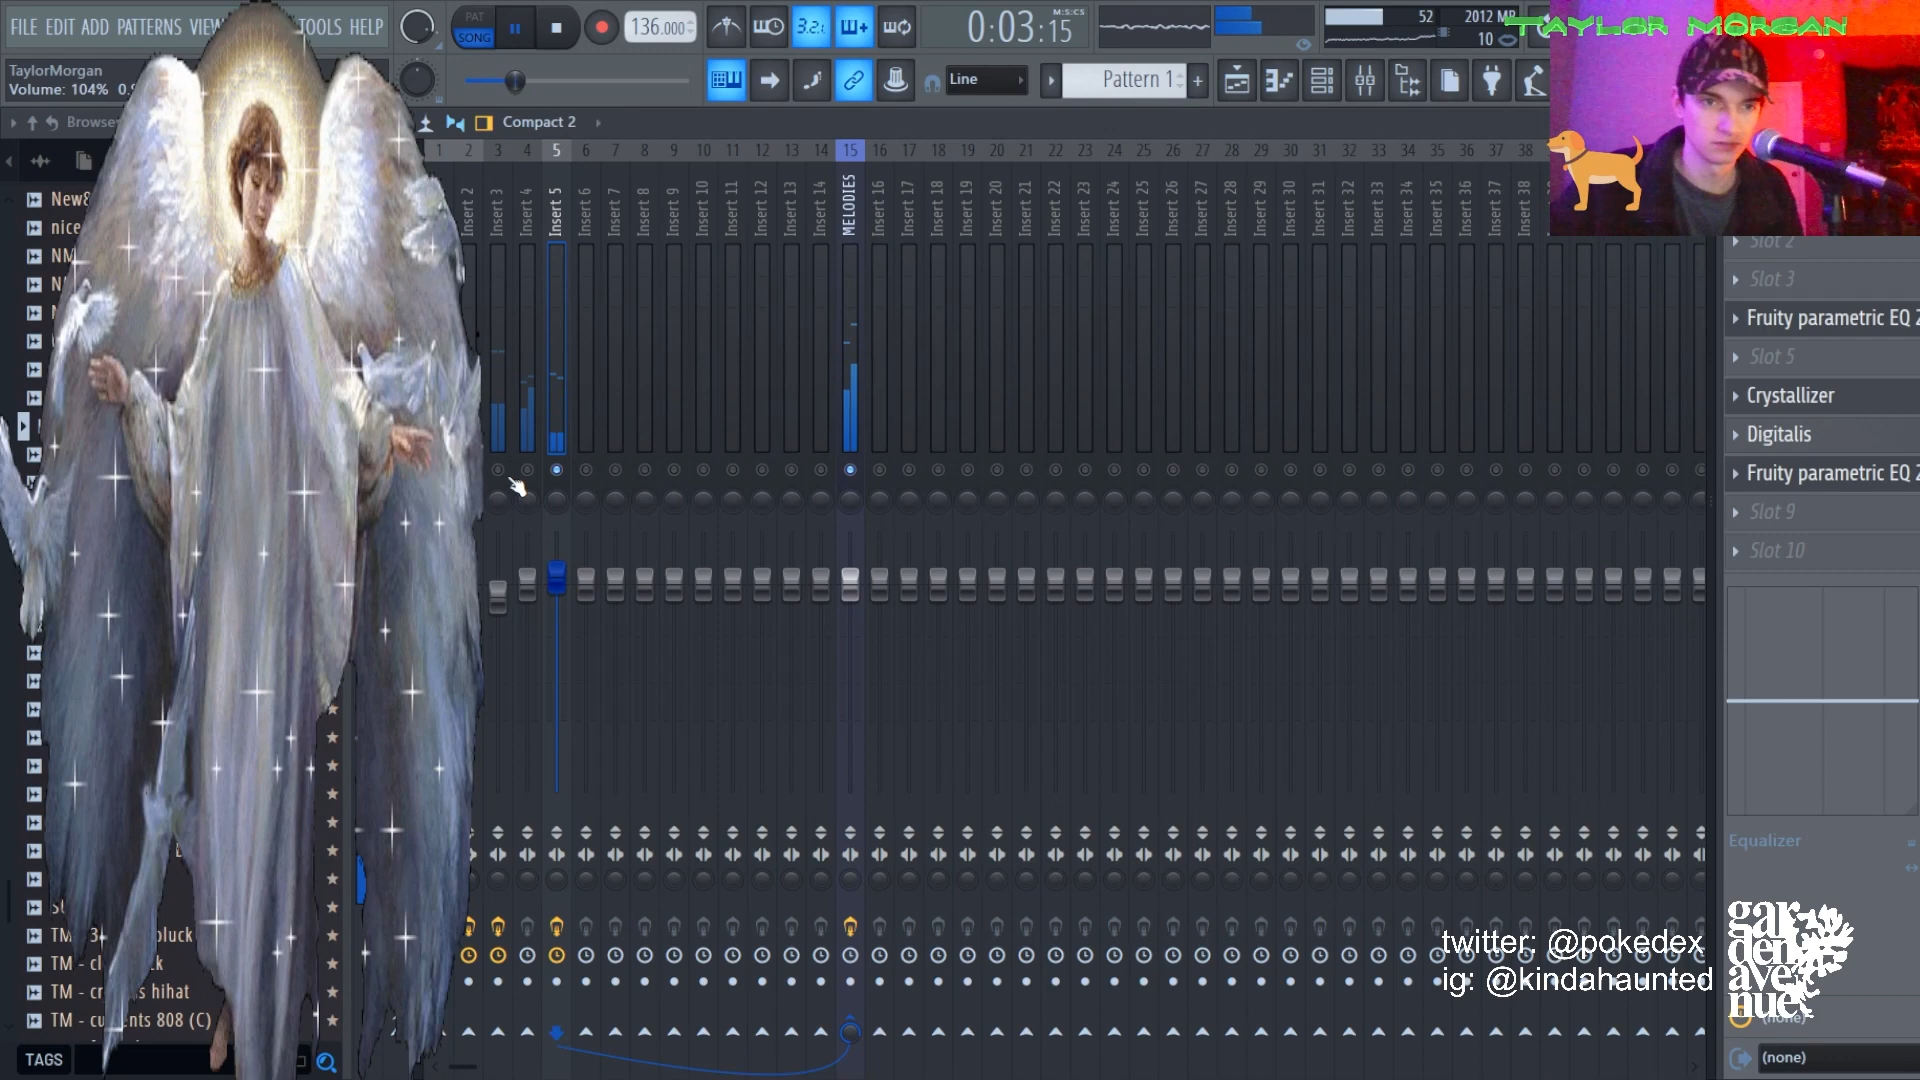 FILE EDIT ADD PATTERNS VIEW TOOLS HELP
PAT
SONG
136.000
3.2.
0:03:15
M:S:CS
52
2012 MB
10
TAYLOR MORGAN
TaylorMorgan
Volume: 104%
Line
Pattern 1
Browser
Compact 2
1 2 3 4 5 6 7 8 9 10 11 12 13 14 15 16 17 18 19 20 21 22 23 24 25 26 27 28 29 30 31 32 33 34 35 36 37 38
Insert 2
Insert 3
Insert 4
Insert 5
Insert 6
Insert 7
Insert 8
Insert 9
Insert 10
Insert 11
Insert 12
Insert 13
Insert 14
MELODIES
Insert 16
Insert 17
Insert 18
Insert 19
Insert 20
Insert 21
Insert 22
Insert 23
Insert 24
Insert 25
Insert 26
Insert 27
Insert 28
Insert 29
Insert 30
Insert 31
Insert 32
Insert 33
Insert 34
Insert 35
Insert 36
Insert 37
Insert 38
nice
Slot 2
Slot 3
Fruity parametric EQ 2
Slot 5
Crystallizer
Digitalis
Fruity parametric EQ 2
Slot 9
Slot 10
Equalizer
garden avenue
twitter: @pokedex
ig: @kindahaunted
(none)
(none)
pluck
TM - cl
TM - cr s hihat
TM - cu ents 808 (C)
TAGS